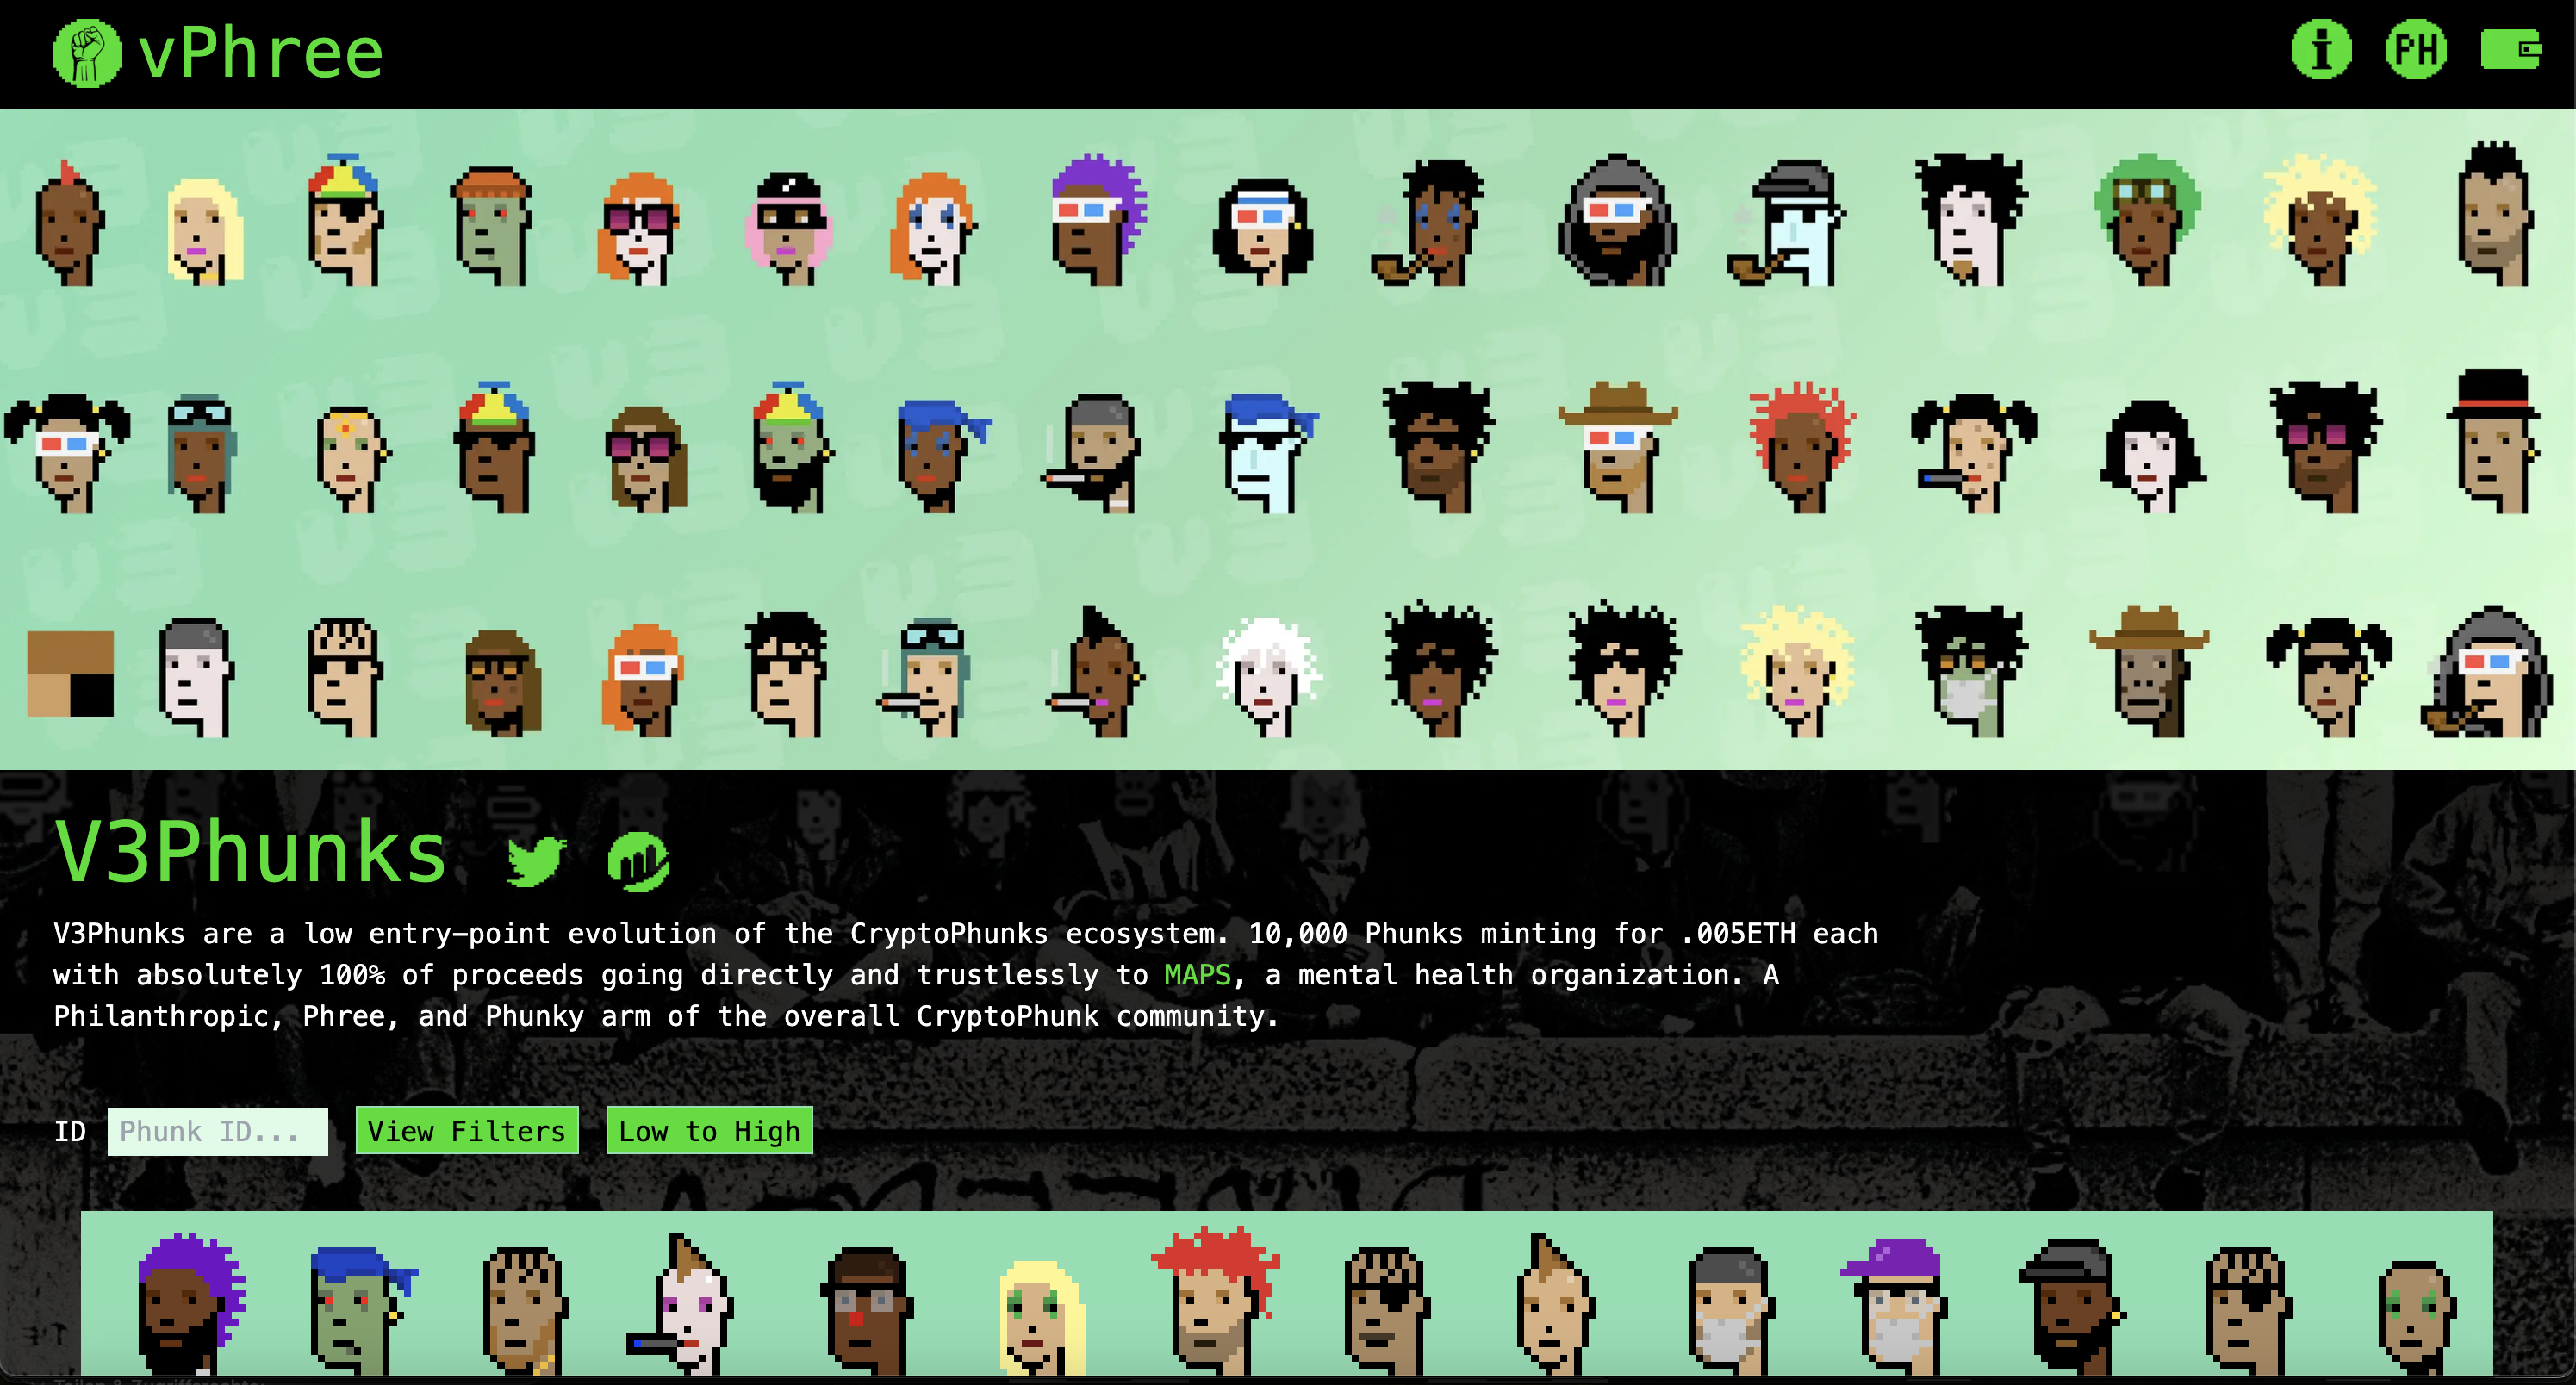 vPhree
PH
V3Phunks
V3Phunks are a low entry-point evolution of the CryptoPhunks ecosystem. 10,000 Phunks minting for .005ETH each
with absolutely 100% of proceeds going directly and trustlessly to MAPS, a mental health organization. A
Philanthropic, Phree, and Phunky arm of the overall CryptoPhunk community.
ID Phunk ID... View Filters Low to High